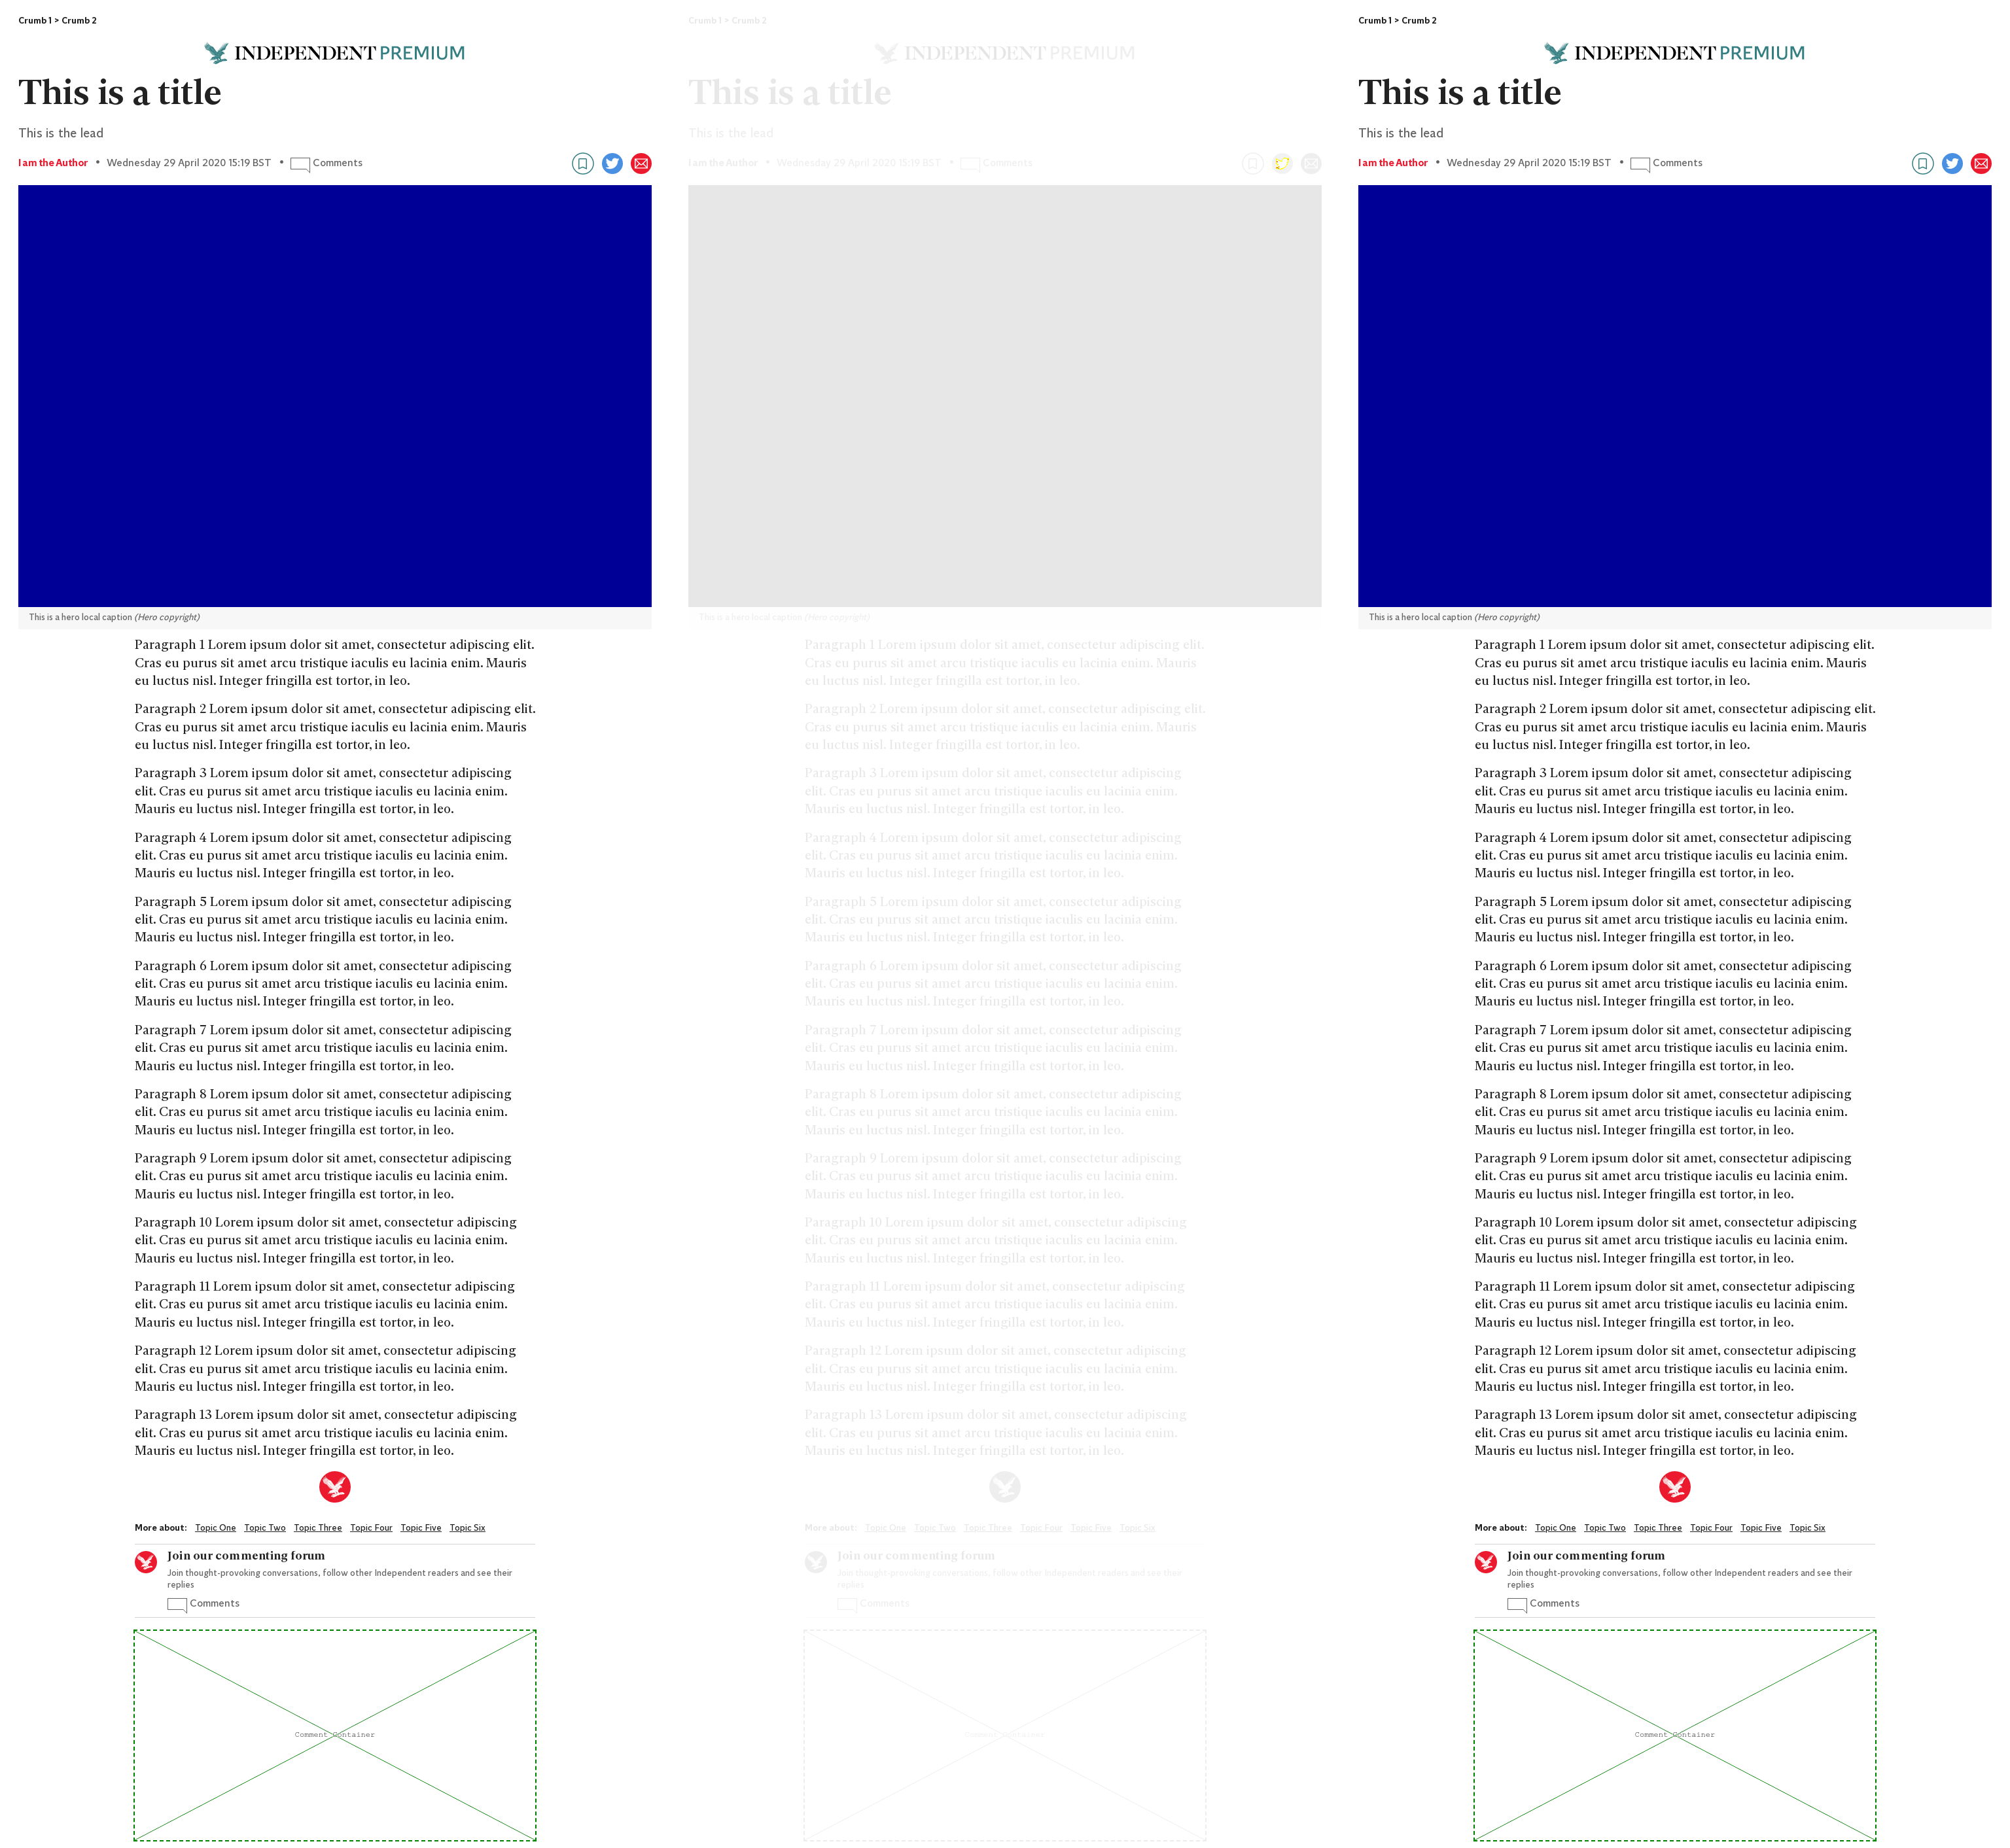 Crumb 1 > Crumb 2
INDEPENDENT PREMIUM
This is a title
This is the lead
I am the Author • Wednesday 29 April 2020 15:19 BST • Comments
This is a hero local caption (Hero copyright)
Paragraph 1 Lorem ipsum dolor sit amet, consectetur adipiscing elit.
Cras eu purus sit amet arcu tristique iaculis eu lacinia enim. Mauris
eu luctus nisl. Integer fringilla est tortor, in leo.
Paragraph 2 Lorem ipsum dolor sit amet, consectetur adipiscing elit.
Cras eu purus sit amet arcu tristique iaculis eu lacinia enim. Mauris
eu luctus nisl. Integer fringilla est tortor, in leo.
Paragraph 3 Lorem ipsum dolor sit amet, consectetur adipiscing
elit. Cras eu purus sit amet arcu tristique iaculis eu lacinia enim.
Mauris eu luctus nisl. Integer fringilla est tortor, in leo.
Paragraph 4 Lorem ipsum dolor sit amet, consectetur adipiscing
elit. Cras eu purus sit amet arcu tristique iaculis eu lacinia enim.
Mauris eu luctus nisl. Integer fringilla est tortor, in leo.
Paragraph 5 Lorem ipsum dolor sit amet, consectetur adipiscing
elit. Cras eu purus sit amet arcu tristique iaculis eu lacinia enim.
Mauris eu luctus nisl. Integer fringilla est tortor, in leo.
Paragraph 6 Lorem ipsum dolor sit amet, consectetur adipiscing
elit. Cras eu purus sit amet arcu tristique iaculis eu lacinia enim.
Mauris eu luctus nisl. Integer fringilla est tortor, in leo.
Paragraph 7 Lorem ipsum dolor sit amet, consectetur adipiscing
elit. Cras eu purus sit amet arcu tristique iaculis eu lacinia enim.
Mauris eu luctus nisl. Integer fringilla est tortor, in leo.
Paragraph 8 Lorem ipsum dolor sit amet, consectetur adipiscing
elit. Cras eu purus sit amet arcu tristique iaculis eu lacinia enim.
Mauris eu luctus nisl. Integer fringilla est tortor, in leo.
Paragraph 9 Lorem ipsum dolor sit amet, consectetur adipiscing
elit. Cras eu purus sit amet arcu tristique iaculis eu lacinia enim.
Mauris eu luctus nisl. Integer fringilla est tortor, in leo.
Paragraph 10 Lorem ipsum dolor sit amet, consectetur adipiscing
elit. Cras eu purus sit amet arcu tristique iaculis eu lacinia enim.
Mauris eu luctus nisl. Integer fringilla est tortor, in leo.
Paragraph 11 Lorem ipsum dolor sit amet, consectetur adipiscing
elit. Cras eu purus sit amet arcu tristique iaculis eu lacinia enim.
Mauris eu luctus nisl. Integer fringilla est tortor, in leo.
Paragraph 12 Lorem ipsum dolor sit amet, consectetur adipiscing
elit. Cras eu purus sit amet arcu tristique iaculis eu lacinia enim.
Mauris eu luctus nisl. Integer fringilla est tortor, in leo.
Paragraph 13 Lorem ipsum dolor sit amet, consectetur adipiscing
elit. Cras eu purus sit amet arcu tristique iaculis eu lacinia enim.
Mauris eu luctus nisl. Integer fringilla est tortor, in leo.
More about: Topic One Topic Two Topic Three Topic Four Topic Five Topic Six
Join our commenting forum
Join thought-provoking conversations, follow other Independent readers and see their
replies
Comments
Comment Container
Crumb 1 > Crumb 2
INDEPENDENT PREMIUM
This is a title
This is the lead
I am the Author • Wednesday 29 April 2020 15:19 BST • Comments
This is a hero local caption (Hero copyright)
Paragraph 1 Lorem ipsum dolor sit amet, consectetur adipiscing elit.
Cras eu purus sit amet arcu tristique iaculis eu lacinia enim. Mauris
eu luctus nisl. Integer fringilla est tortor, in leo.
Paragraph 2 Lorem ipsum dolor sit amet, consectetur adipiscing elit.
Cras eu purus sit amet arcu tristique iaculis eu lacinia enim. Mauris
eu luctus nisl. Integer fringilla est tortor, in leo.
Paragraph 3 Lorem ipsum dolor sit amet, consectetur adipiscing
elit. Cras eu purus sit amet arcu tristique iaculis eu lacinia enim.
Mauris eu luctus nisl. Integer fringilla est tortor, in leo.
Paragraph 4 Lorem ipsum dolor sit amet, consectetur adipiscing
elit. Cras eu purus sit amet arcu tristique iaculis eu lacinia enim.
Mauris eu luctus nisl. Integer fringilla est tortor, in leo.
Paragraph 5 Lorem ipsum dolor sit amet, consectetur adipiscing
elit. Cras eu purus sit amet arcu tristique iaculis eu lacinia enim.
Mauris eu luctus nisl. Integer fringilla est tortor, in leo.
Paragraph 6 Lorem ipsum dolor sit amet, consectetur adipiscing
elit. Cras eu purus sit amet arcu tristique iaculis eu lacinia enim.
Mauris eu luctus nisl. Integer fringilla est tortor, in leo.
Paragraph 7 Lorem ipsum dolor sit amet, consectetur adipiscing
elit. Cras eu purus sit amet arcu tristique iaculis eu lacinia enim.
Mauris eu luctus nisl. Integer fringilla est tortor, in leo.
Paragraph 8 Lorem ipsum dolor sit amet, consectetur adipiscing
elit. Cras eu purus sit amet arcu tristique iaculis eu lacinia enim.
Mauris eu luctus nisl. Integer fringilla est tortor, in leo.
Paragraph 9 Lorem ipsum dolor sit amet, consectetur adipiscing
elit. Cras eu purus sit amet arcu tristique iaculis eu lacinia enim.
Mauris eu luctus nisl. Integer fringilla est tortor, in leo.
Paragraph 10 Lorem ipsum dolor sit amet, consectetur adipiscing
elit. Cras eu purus sit amet arcu tristique iaculis eu lacinia enim.
Mauris eu luctus nisl. Integer fringilla est tortor, in leo.
Paragraph 11 Lorem ipsum dolor sit amet, consectetur adipiscing
elit. Cras eu purus sit amet arcu tristique iaculis eu lacinia enim.
Mauris eu luctus nisl. Integer fringilla est tortor, in leo.
Paragraph 12 Lorem ipsum dolor sit amet, consectetur adipiscing
elit. Cras eu purus sit amet arcu tristique iaculis eu lacinia enim.
Mauris eu luctus nisl. Integer fringilla est tortor, in leo.
Paragraph 13 Lorem ipsum dolor sit amet, consectetur adipiscing
elit. Cras eu purus sit amet arcu tristique iaculis eu lacinia enim.
Mauris eu luctus nisl. Integer fringilla est tortor, in leo.
More about: Topic One Topic Two Topic Three Topic Four Topic Five Topic Six
Join our commenting forum
Join thought-provoking conversations, follow other Independent readers and see their
replies
Comments
Crumb 1 > Crumb 2
INDEPENDENT PREMIUM
This is a title
This is the lead
I am the Author • Wednesday 29 April 2020 15:19 BST • Comments
This is a hero local caption (Hero copyright)
Paragraph 1 Lorem ipsum dolor sit amet, consectetur adipiscing elit.
Cras eu purus sit amet arcu tristique iaculis eu lacinia enim. Mauris
eu luctus nisl. Integer fringilla est tortor, in leo.
Paragraph 2 Lorem ipsum dolor sit amet, consectetur adipiscing elit.
Cras eu purus sit amet arcu tristique iaculis eu lacinia enim. Mauris
eu luctus nisl. Integer fringilla est tortor, in leo.
Paragraph 3 Lorem ipsum dolor sit amet, consectetur adipiscing
elit. Cras eu purus sit amet arcu tristique iaculis eu lacinia enim.
Mauris eu luctus nisl. Integer fringilla est tortor, in leo.
Paragraph 4 Lorem ipsum dolor sit amet, consectetur adipiscing
elit. Cras eu purus sit amet arcu tristique iaculis eu lacinia enim.
Mauris eu luctus nisl. Integer fringilla est tortor, in leo.
Paragraph 5 Lorem ipsum dolor sit amet, consectetur adipiscing
elit. Cras eu purus sit amet arcu tristique iaculis eu lacinia enim.
Mauris eu luctus nisl. Integer fringilla est tortor, in leo.
Paragraph 6 Lorem ipsum dolor sit amet, consectetur adipiscing
elit. Cras eu purus sit amet arcu tristique iaculis eu lacinia enim.
Mauris eu luctus nisl. Integer fringilla est tortor, in leo.
Paragraph 7 Lorem ipsum dolor sit amet, consectetur adipiscing
elit. Cras eu purus sit amet arcu tristique iaculis eu lacinia enim.
Mauris eu luctus nisl. Integer fringilla est tortor, in leo.
Paragraph 8 Lorem ipsum dolor sit amet, consectetur adipiscing
elit. Cras eu purus sit amet arcu tristique iaculis eu lacinia enim.
Mauris eu luctus nisl. Integer fringilla est tortor, in leo.
Paragraph 9 Lorem ipsum dolor sit amet, consectetur adipiscing
elit. Cras eu purus sit amet arcu tristique iaculis eu lacinia enim.
Mauris eu luctus nisl. Integer fringilla est tortor, in leo.
Paragraph 10 Lorem ipsum dolor sit amet, consectetur adipiscing
elit. Cras eu purus sit amet arcu tristique iaculis eu lacinia enim.
Mauris eu luctus nisl. Integer fringilla est tortor, in leo.
Paragraph 11 Lorem ipsum dolor sit amet, consectetur adipiscing
elit. Cras eu purus sit amet arcu tristique iaculis eu lacinia enim.
Mauris eu luctus nisl. Integer fringilla est tortor, in leo.
Paragraph 12 Lorem ipsum dolor sit amet, consectetur adipiscing
elit. Cras eu purus sit amet arcu tristique iaculis eu lacinia enim.
Mauris eu luctus nisl. Integer fringilla est tortor, in leo.
Paragraph 13 Lorem ipsum dolor sit amet, consectetur adipiscing
elit. Cras eu purus sit amet arcu tristique iaculis eu lacinia enim.
Mauris eu luctus nisl. Integer fringilla est tortor, in leo.
More about: Topic One Topic Two Topic Three Topic Four Topic Five Topic Six
Join our commenting forum
Join thought-provoking conversations, follow other Independent readers and see their
replies
Comments
Comment Container